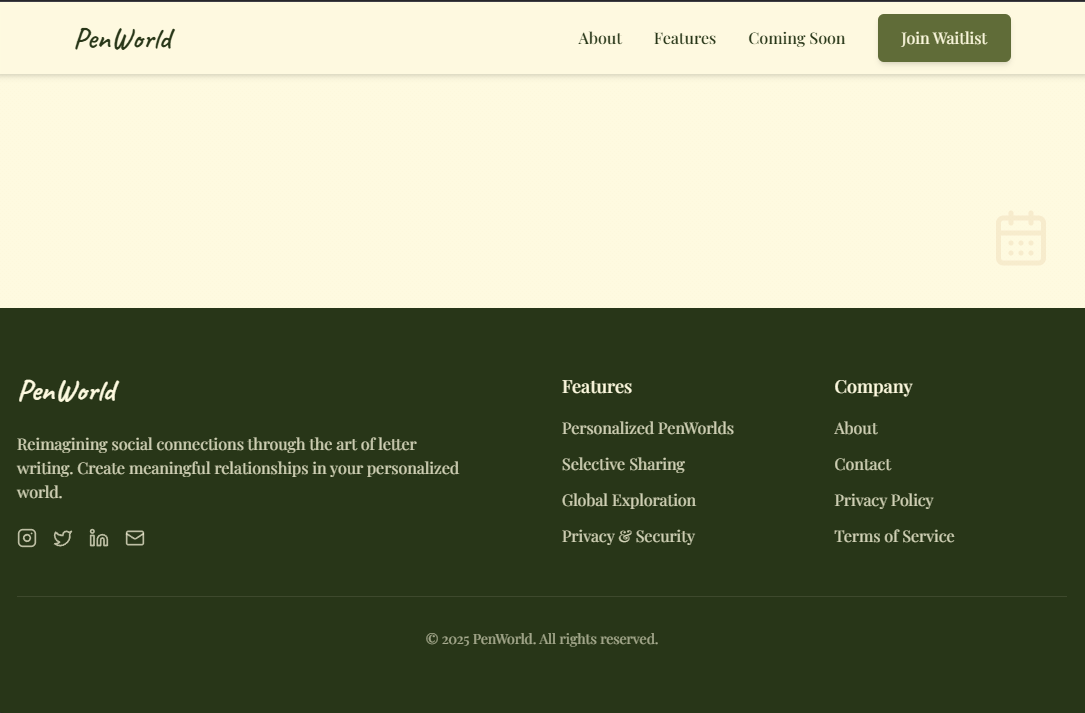 PenWorld
About
Features
Coming Soon
Join Waitlist
PenWorld
Reimagining social connections through the art of letter
writing. Create meaningful relationships in your personalized
world.
Features
Personalized PenWorlds
Selective Sharing
Global Exploration
Privacy & Security
Company
About
Contact
Privacy Policy
Terms of Service
© 2025 PenWorld. All rights reserved.